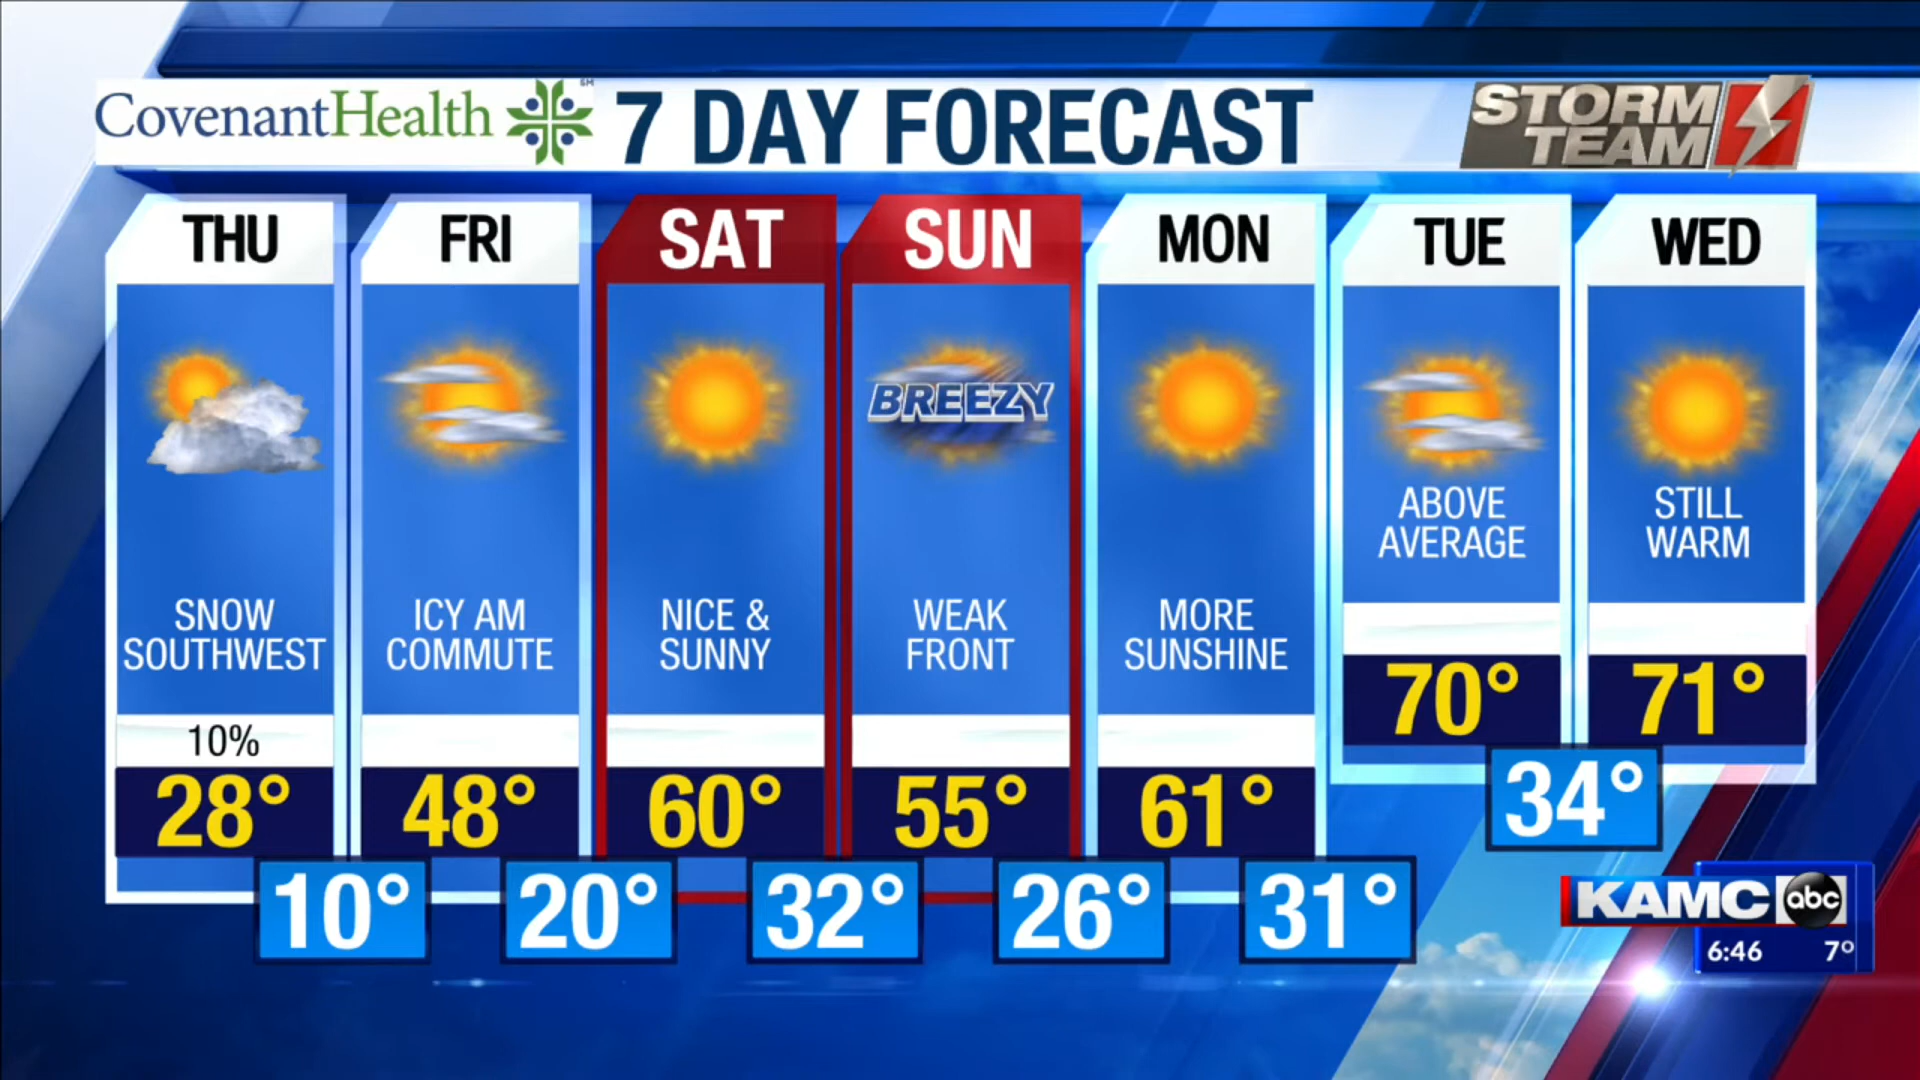 CovenantHealth SM
7 DAY FORECAST
STORM
TEAM
THU
SNOW
SOUTHWEST
10%
28°
FRI
ICY AM
COMMUTE
48°
SAT
NICE &
SUNNY
60°
SUN
BREEZY
WEAK
FRONT
55°
MON
MORE
SUNSHINE
61°
TUE
ABOVE
AVERAGE
70°
WED
STILL
WARM
71°
10°
20°
32°
26°
31°
34°
KAMC abc
6:46 7°